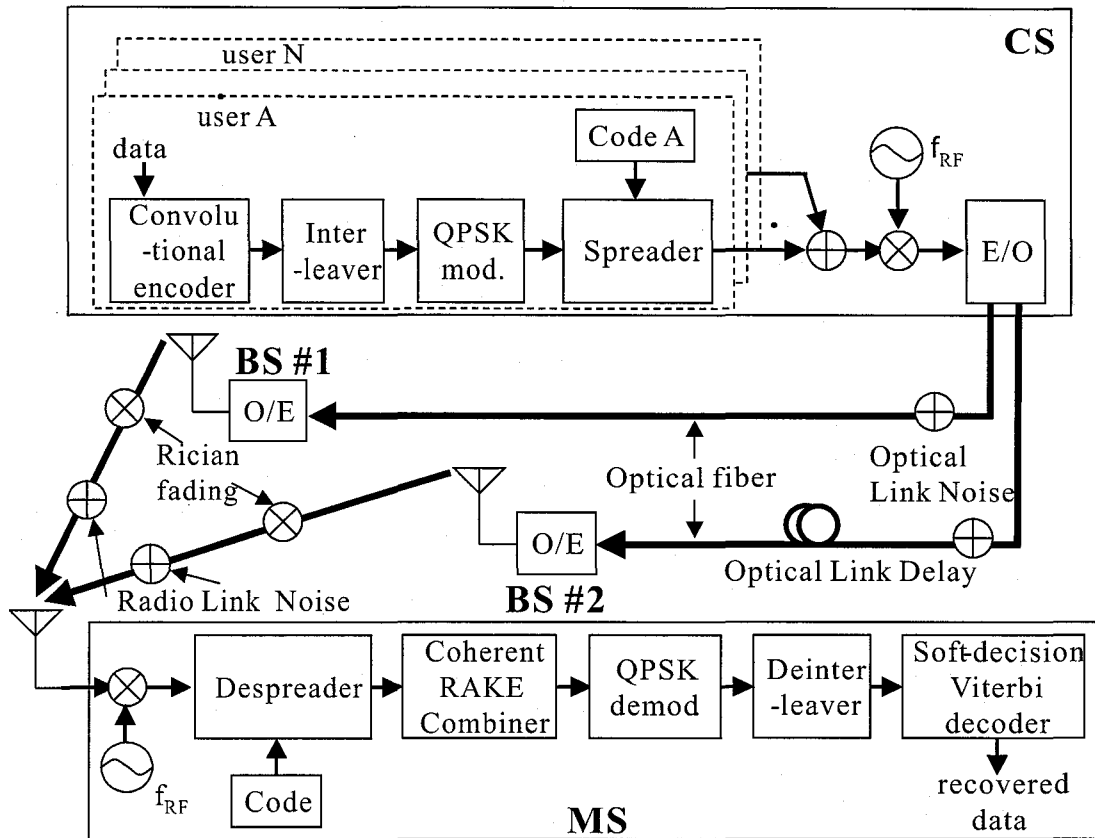 CS
user N
user A
data
Code A
f_RF
Convolu
-tional
encoder
Inter
-leaver
QPSK
mod.
Spreader
E/O
BS #1
O/E
Rician
fading
Optical fiber
Optical
Link Noise
O/E
Optical Link Delay
BS #2
Radio Link Noise
Despreader
Coherent
RAKE
Combiner
QPSK
demod
Deinter
-leaver
Soft-decision
Viterbi
decoder
f_RF
Code
recovered
data
MS